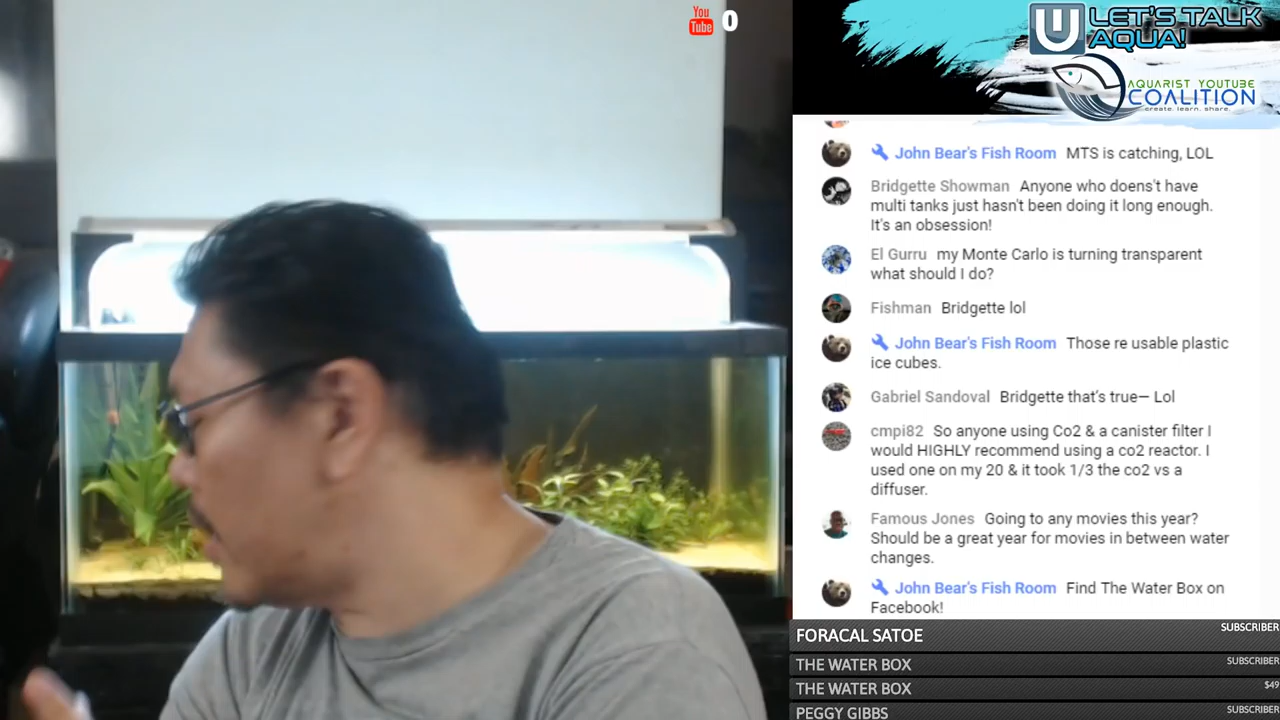 You
Tube
0
LET'S TALK
AQUA!
AQUARIST YOUTUBE
COALITION
create. learn. share.
John Bear's Fish Room MTS is catching, LOL
Bridgette Showman Anyone who doens't have
multi tanks just hasn't been doing it long enough.
It's an obsession!
El Gurru my Monte Carlo is turning transparent
what should I do?
Fishman Bridgette lol
John Bear's Fish Room Those re usable plastic
ice cubes.
Gabriel Sandoval Bridgette that's true— Lol
cmpi82 So anyone using Co2 & a canister filter I
would HIGHLY recommend using a co2 reactor. I
used one on my 20 & it took 1/3 the co2 vs a
diffuser.
Famous Jones Going to any movies this year?
Should be a great year for movies in between water
changes.
John Bear's Fish Room Find The Water Box on
Facebook!
FORACAL SATOE SUBSCRIBER
THE WATER BOX SUBSCRIBER
THE WATER BOX $49
PEGGY GIBBS SUBSCRIBER